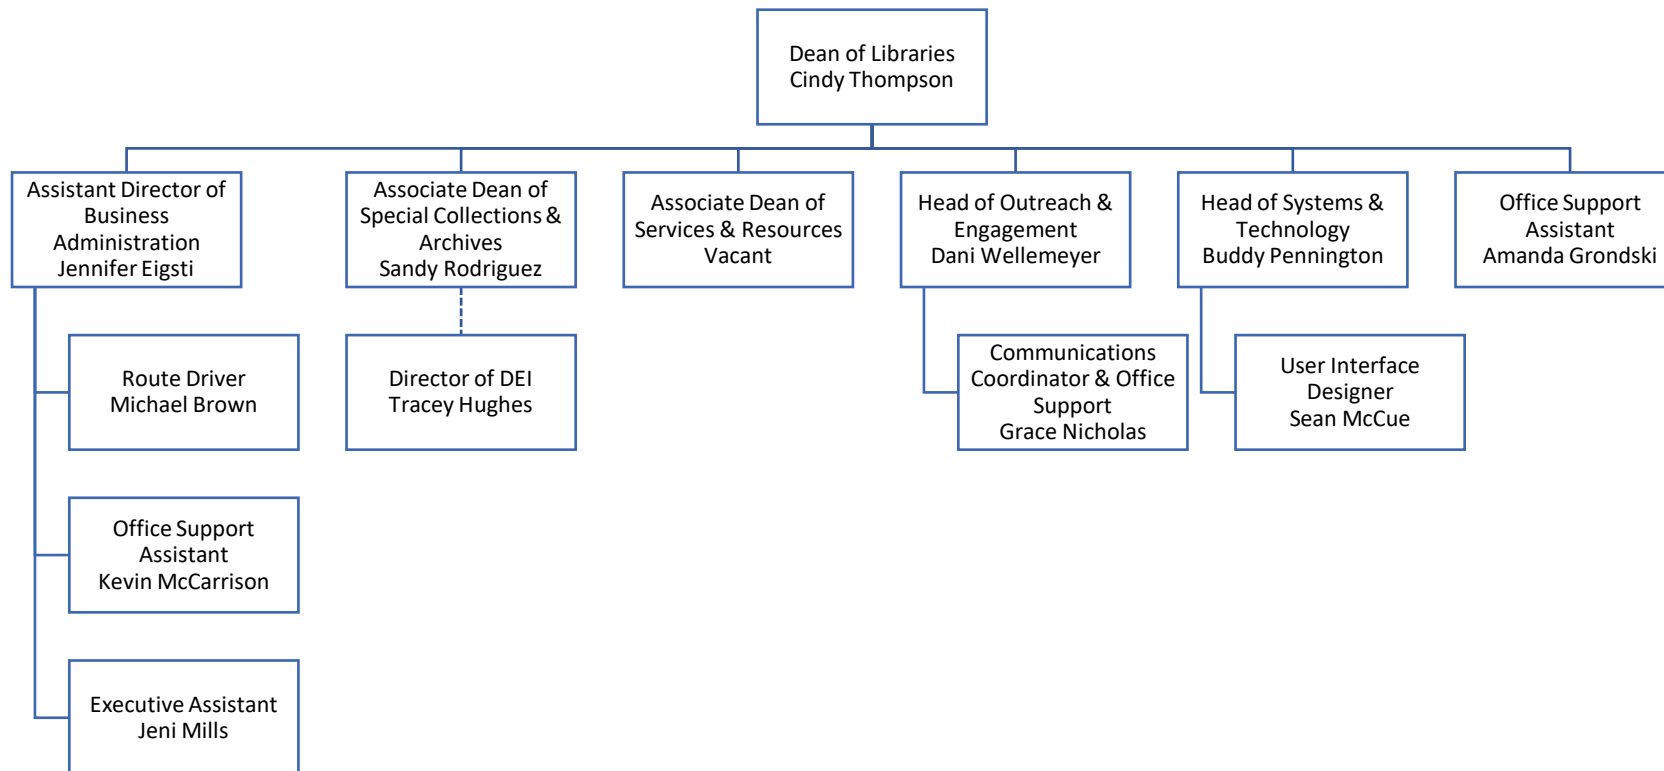 Dean of Libraries
Cindy Thompson
Assistant Director of
Business
Administration
Jennifer Eigsti
Associate Dean of
Special Collections &
Archives
Sandy Rodriguez
Associate Dean of
Services & Resources
Vacant
Head of Outreach &
Engagement
Dani Wellemeyer
Head of Systems &
Technology
Buddy Pennington
Office Support
Assistant
Amanda Grondski
Route Driver
Michael Brown
Director of DEI
Tracey Hughes
Communications
Coordinator & Office
Support
Grace Nicholas
User Interface
Designer
Sean McCue
Office Support
Assistant
Kevin McCarrison
Executive Assistant
Jeni Mills